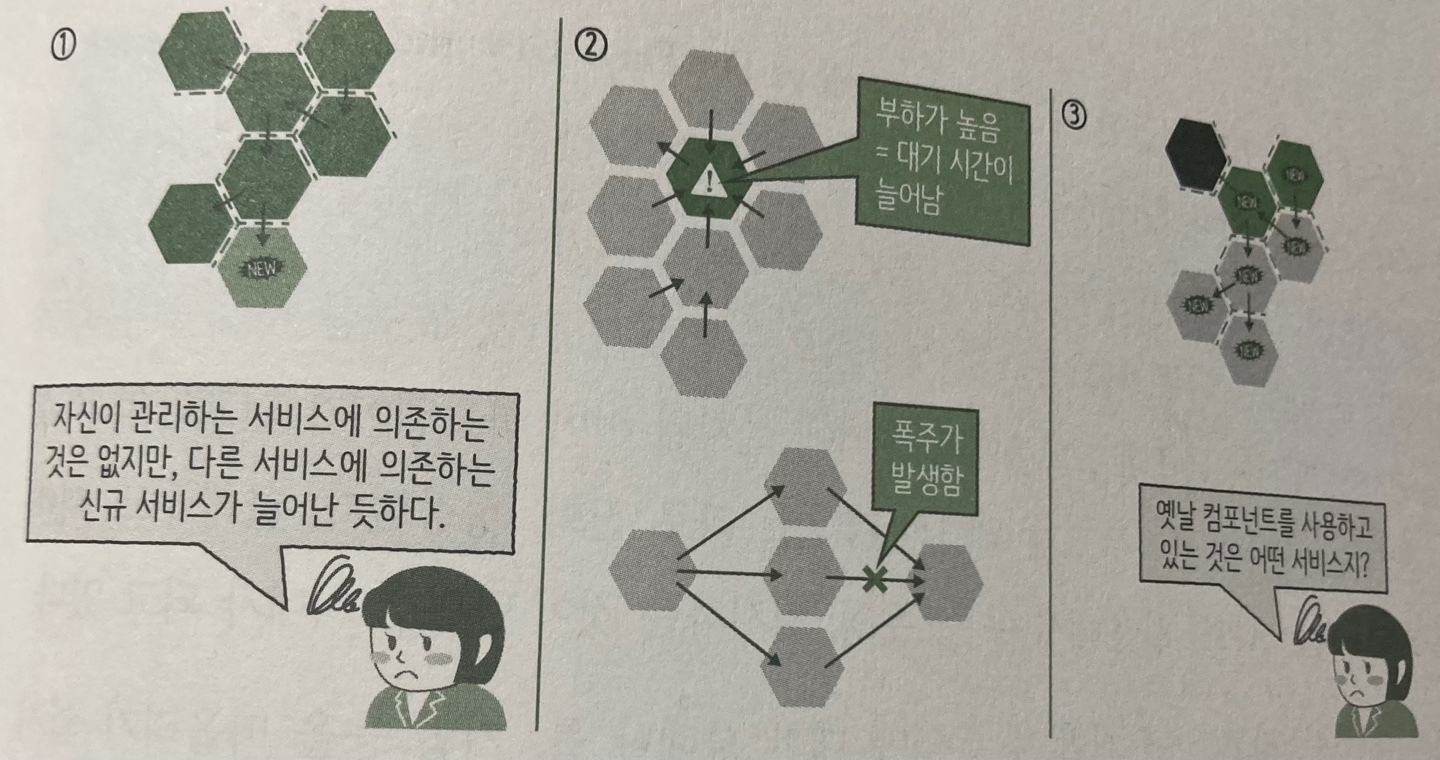 ①
NEW
자신이 관리하는 서비스에 의존하는
것은 없지만, 다른 서비스에 의존하는
신규 서비스가 늘어난 듯하다.
②
부하가 높음
= 대기 시간이
늘어남
!
폭주가
발생함
③
NEW
NEW
NEW
NEW
NEW
NEW
옛날 컴포넌트를 사용하고
있는 것은 어떤 서비스지?